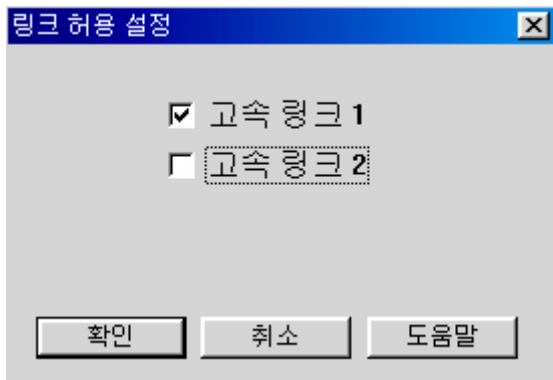 링크 허용 설정
고속 링크 1
고속 링크 2
확인 취소 도움말